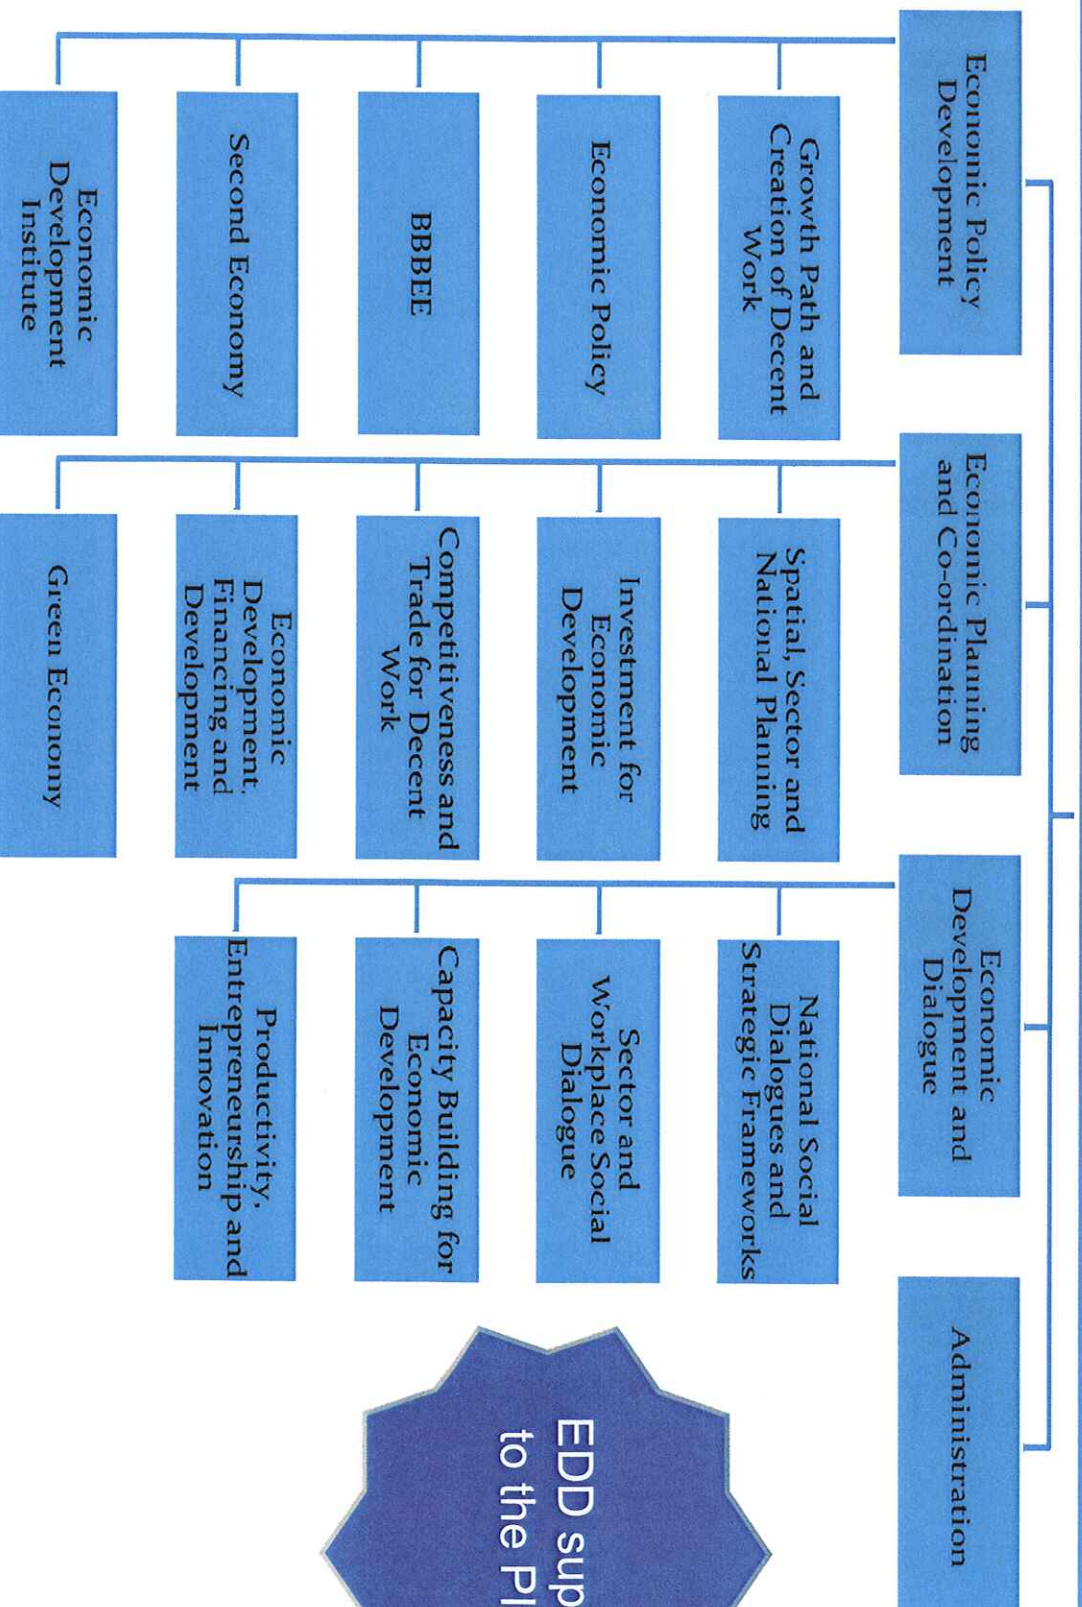 Economic Policy
Development
Economic Planning
and Co-ordination
Economic
Development and
Dialogue
Administration
Growth Path and
Creation of Decent
Work
Economic Policy
BBBEE
Second Economy
Economic
Development
Institute
Spatial, Sector and
National Planning
Investment for
Economic
Development
Competitiveness and
Trade for Decent
Work
Economic
Development,
Financing and
Development
Green Economy
National Social
Dialogues and
Strategic Frameworks
Sector and
Workplace Social
Dialogue
Capacity Building for
Economic
Development
Productivity,
Entrepreneurship and
Innovation
EDD
to the